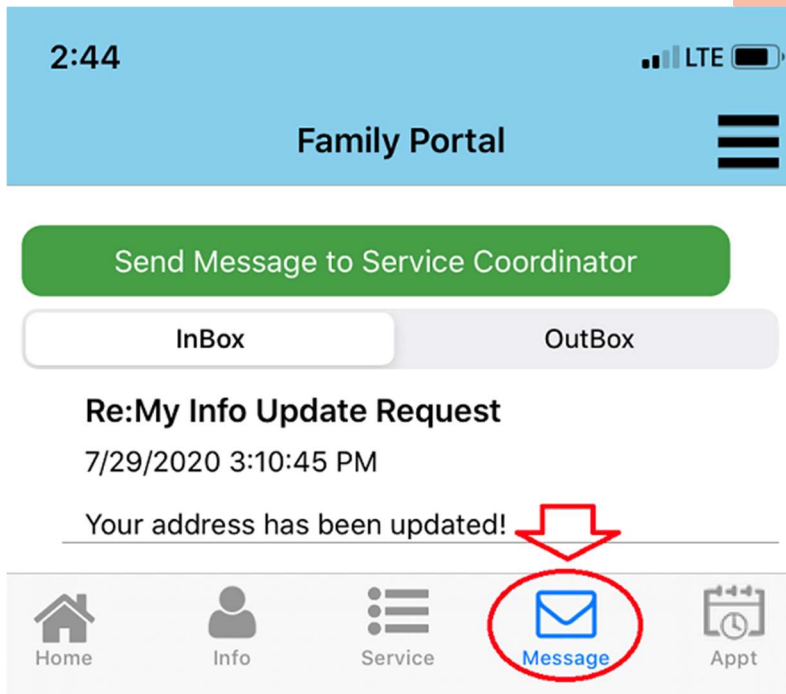 2:44 LTE
Family Portal
Send Message to Service Coordinator
InBox OutBox
Re:My Info Update Request
7/29/2020 3:10:45 PM
Your address has been updated!
Home Info Service Message Appt